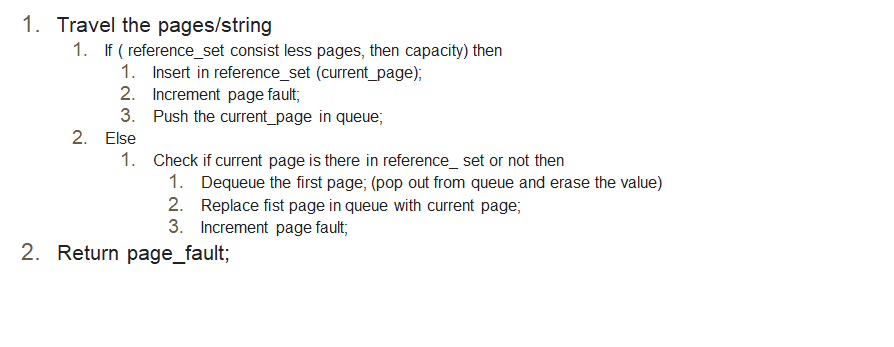 1. Travel the pages/string
1. If ( reference_set consist less pages, then capacity) then
1. Insert in reference_set (current_page);
2. Increment page fault;
3. Push the current_page in queue;
2. Else
1. Check if current page is there in reference_ set or not then
1. Dequeue the first page; (pop out from queue and erase the value)
2. Replace fist page in queue with current page;
3. Increment page fault;
2. Return page_fault;